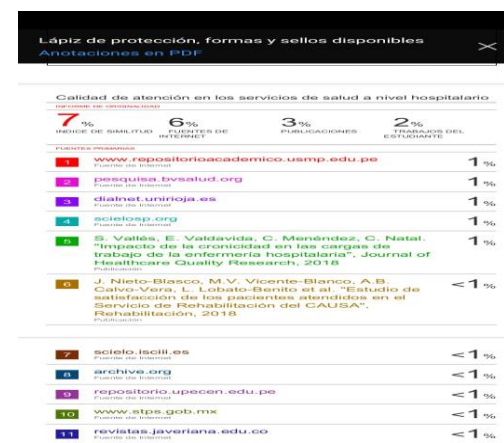 Lápiz de protección, formas y sellos disponibles
Anotaciones en PDF
Calidad de atención en los servicios de salud a nivel hospitalario
INFORME DE ORIGINALIDAD
7% 6% 3% 2%
INDICE DE SIMILITUD FUENTES DE INTERNET PUBLICACIONES TRABAJOS DEL ESTUDIANTE
FUENTES PRIMARIAS
1 www.repositorioacademico.usmp.edu.pe 1%
Fuente de Internet
2 pesquisa.bvsalud.org 1%
Fuente de Internet
3 dialnet.unirioja.es 1%
Fuente de Internet
4 scielosp.org 1%
Fuente de Internet
5 S. Vallés, E. Valdavida, C. Menéndez, C. Natal. 1%
"Impacto de la cronicidad en las cargas de
trabajo de la enfermería hospitalaria", Journal of
Healthcare Quality Research, 2018
Publicación
6 J. Nieto-Blasco, M.V. Vicente-Blanco, A.B. <1%
Calvo-Vera, L. Lobato-Benito et al. "Estudio de
satisfacción de los pacientes atendidos en el
Servicio de Rehabilitación del CAUSA",
Rehabilitación, 2018
Publicación
7 scielo.isciii.es <1%
Fuente de Internet
8 archive.org <1%
Fuente de Internet
9 repositorio.upecen.edu.pe <1%
Fuente de Internet
10 www.stps.gob.mx <1%
Fuente de Internet
11 revistas.javeriana.edu.co <1%
Fuente de Internet